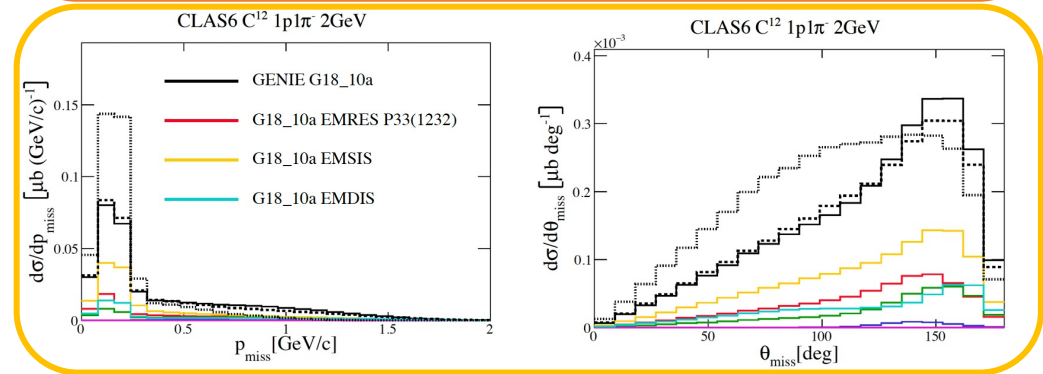 CLAS6 C¹² 1p1π⁻ 2GeV
dσ/dp_miss [μb (GeV/c)⁻¹]
0.15
0.1
0.05
0
GENIE G18_10a
G18_10a EMRES P33(1232)
G18_10a EMSIS
G18_10a EMDIS
0 0.5 1 1.5 2
p_miss[GeV/c]
CLAS6 C¹² 1p1π⁻ 2GeV
×10⁻³
dσ/dθ_miss [μb deg⁻¹]
0.4
0.3
0.2
0.1
0
0 50 100 150
θ_miss[deg]